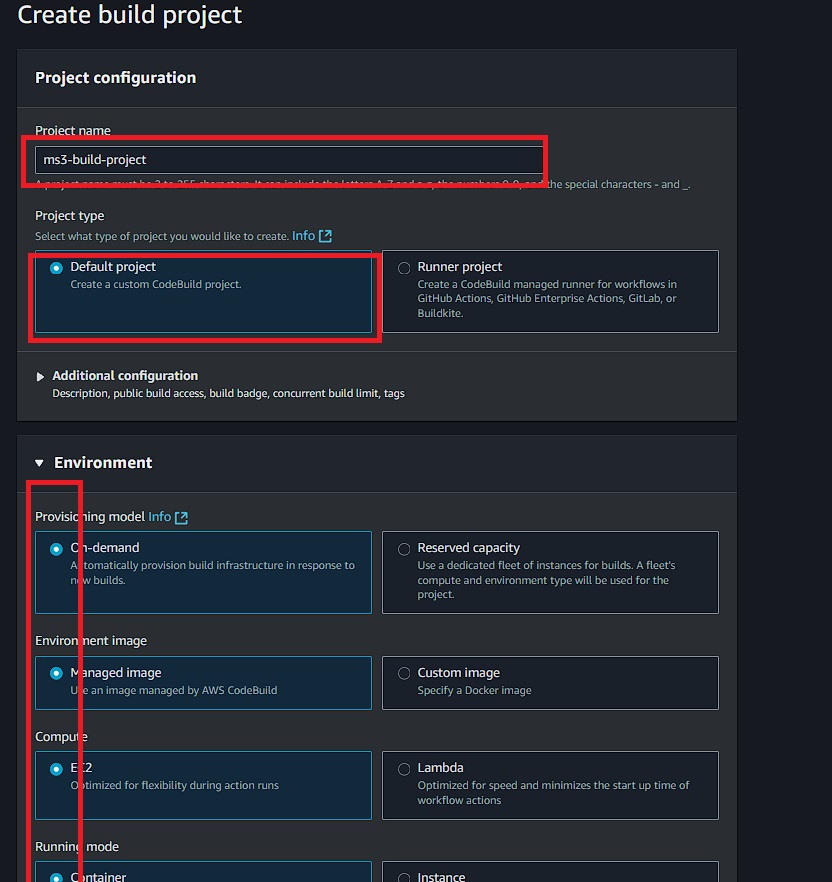 Create build project
Project configuration
Project name
ms3-build-project
A project name must be 2 to 255 characters. It can include the letters A-Z and a-z, the numbers 0-9, and the special characters - and _.
Project type
Select what type of project you would like to create. Info
Default project
Create a custom CodeBuild project.
Runner project
Create a CodeBuild managed runner for workflows in
GitHub Actions, GitHub Enterprise Actions, GitLab, or
Buildkite.
Additional configuration
Description, public build access, build badge, concurrent build limit, tags
Environment
Provisioning model Info
On-demand
Automatically provision build infrastructure in response to
new builds.
Reserved capacity
Use a dedicated fleet of instances for builds. A fleet's
compute and environment type will be used for the
project.
Environment image
Managed image
Use an image managed by AWS CodeBuild
Custom image
Specify a Docker image
Compute
EC2
Optimized for flexibility during action runs
Lambda
Optimized for speed and minimizes the start up time of
workflow actions
Running mode
Container
Instance